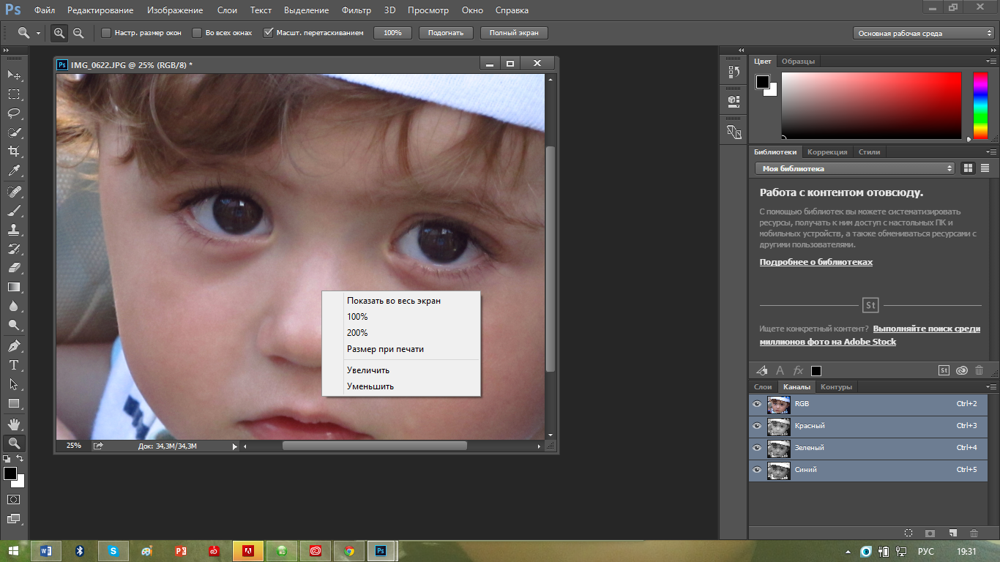 Ps Файл Редактирование Изображение Слои Текст Выделение Фильтр 3D Просмотр Окно Справка
Настр. размер окон Во всех окнах Масшт. перетаскиванием 100% Подогнать Полный экран Основная рабочая среда
Ps IMG_0622.JPG @ 25% (RGB/8) *
Показать во весь экран
100%
200%
Размер при печати
Увеличить
Уменьшить
25% Док: 34,3M/34,3M
Цвет Образцы
Библиотеки Коррекция Стили
Моя библиотека
Работа с контентом отовсюду.
С помощью библиотек вы можете систематизировать
ресурсы, получать к ним доступ с настольных ПК и
мобильных устройств, а также обмениваться ресурсами с
другими пользователями.
Подробнее о библиотеках
St
Ищете конкретный контент? Выполняйте поиск среди
миллионов фото на Adobe Stock
A fx St
Слои Каналы Контуры
RGB Ctrl+2
Красный Ctrl+3
Зеленый Ctrl+4
Синий Ctrl+5
T
W S P Ps РУС 19:31